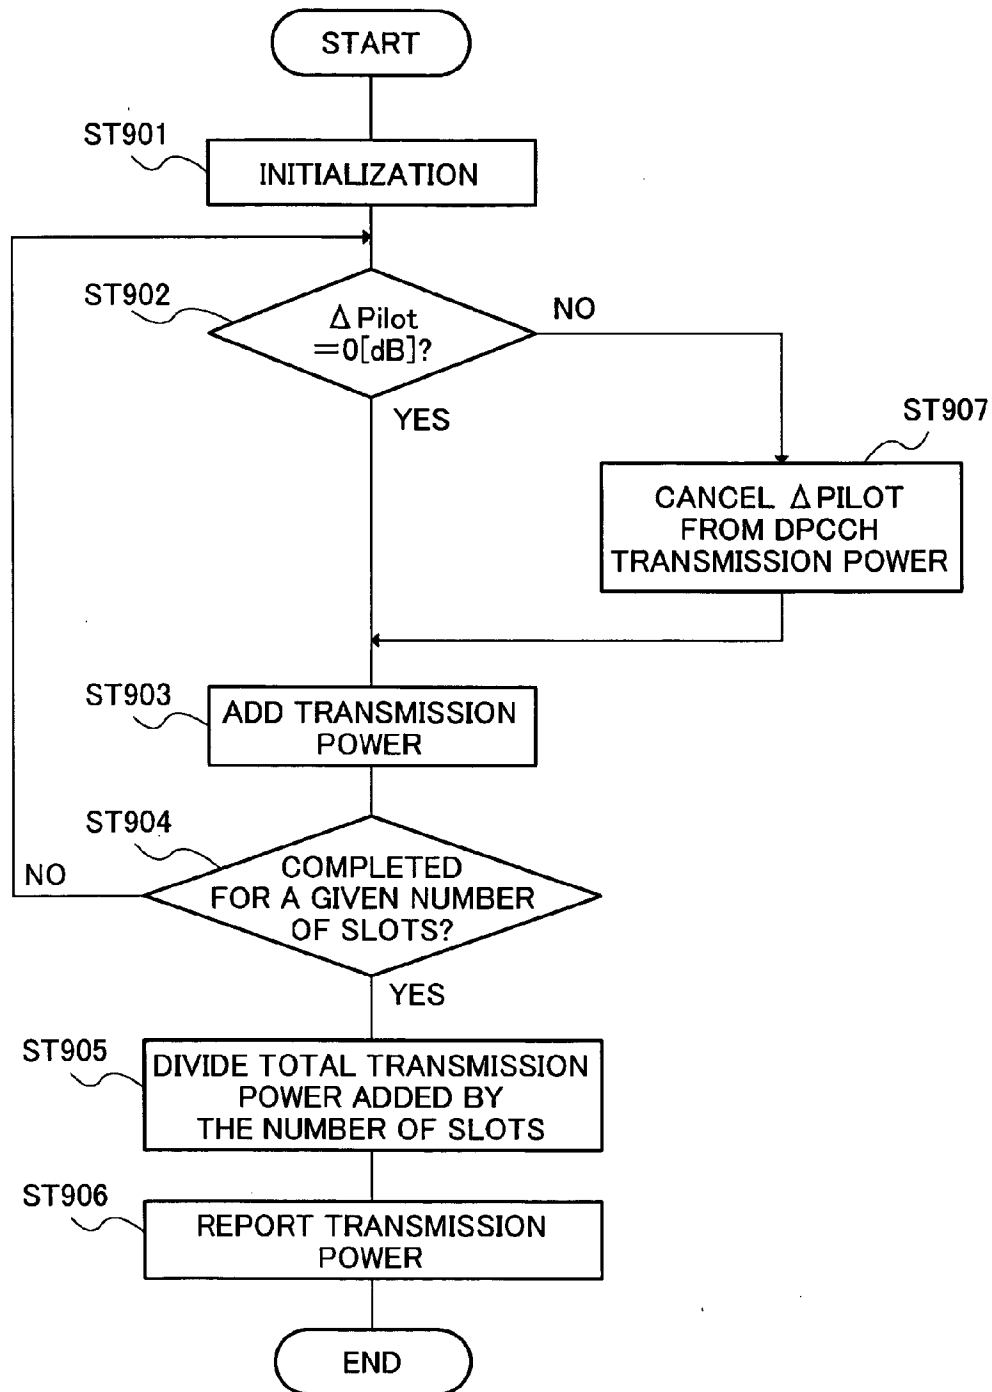 START
ST901
INITIALIZATION
ST902
Δ Pilot
=0[dB]?
NO
YES
ST907
CANCEL Δ PILOT
FROM DPCCH
TRANSMISSION POWER
ST903
ADD TRANSMISSION
POWER
ST904
COMPLETED
FOR A GIVEN NUMBER
OF SLOTS?
NO
YES
ST905
DIVIDE TOTAL TRANSMISSION
POWER ADDED BY
THE NUMBER OF SLOTS
ST906
REPORT TRANSMISSION
POWER
END